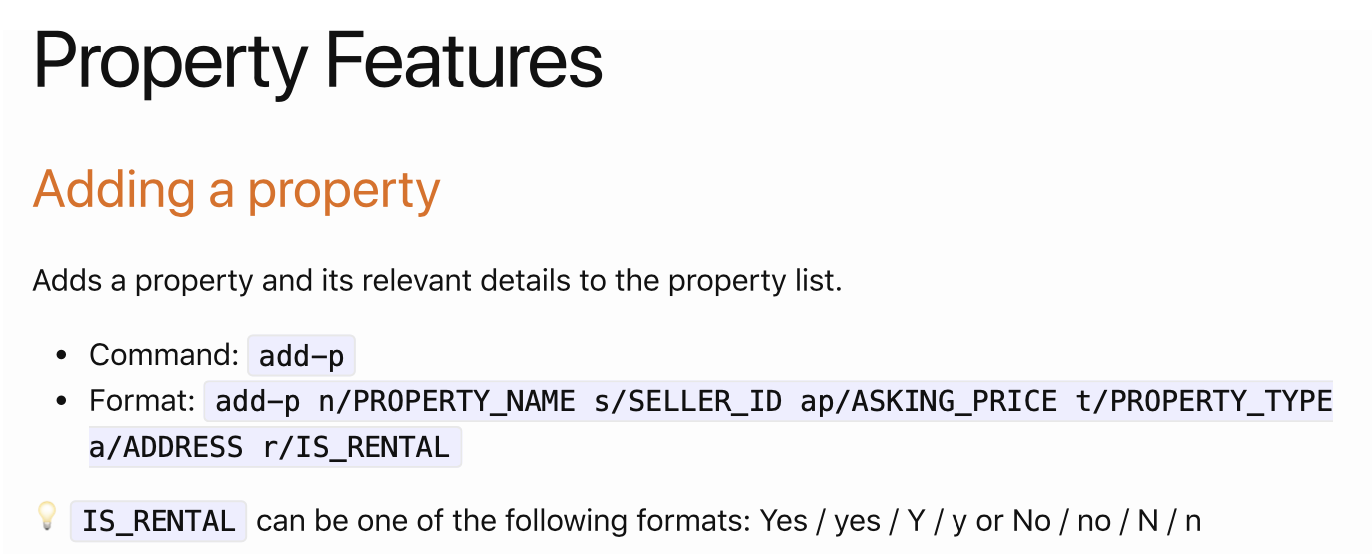 Property Features
Adding a property
Adds a property and its relevant details to the property list.
• Command: add-p
• Format: add-p n/PROPERTY_NAME s/SELLER_ID ap/ASKING_PRICE t/PROPERTY_TYPE
a/ADDRESS r/IS_RENTAL
💡 IS_RENTAL can be one of the following formats: Yes / yes / Y / y or No / no / N / n